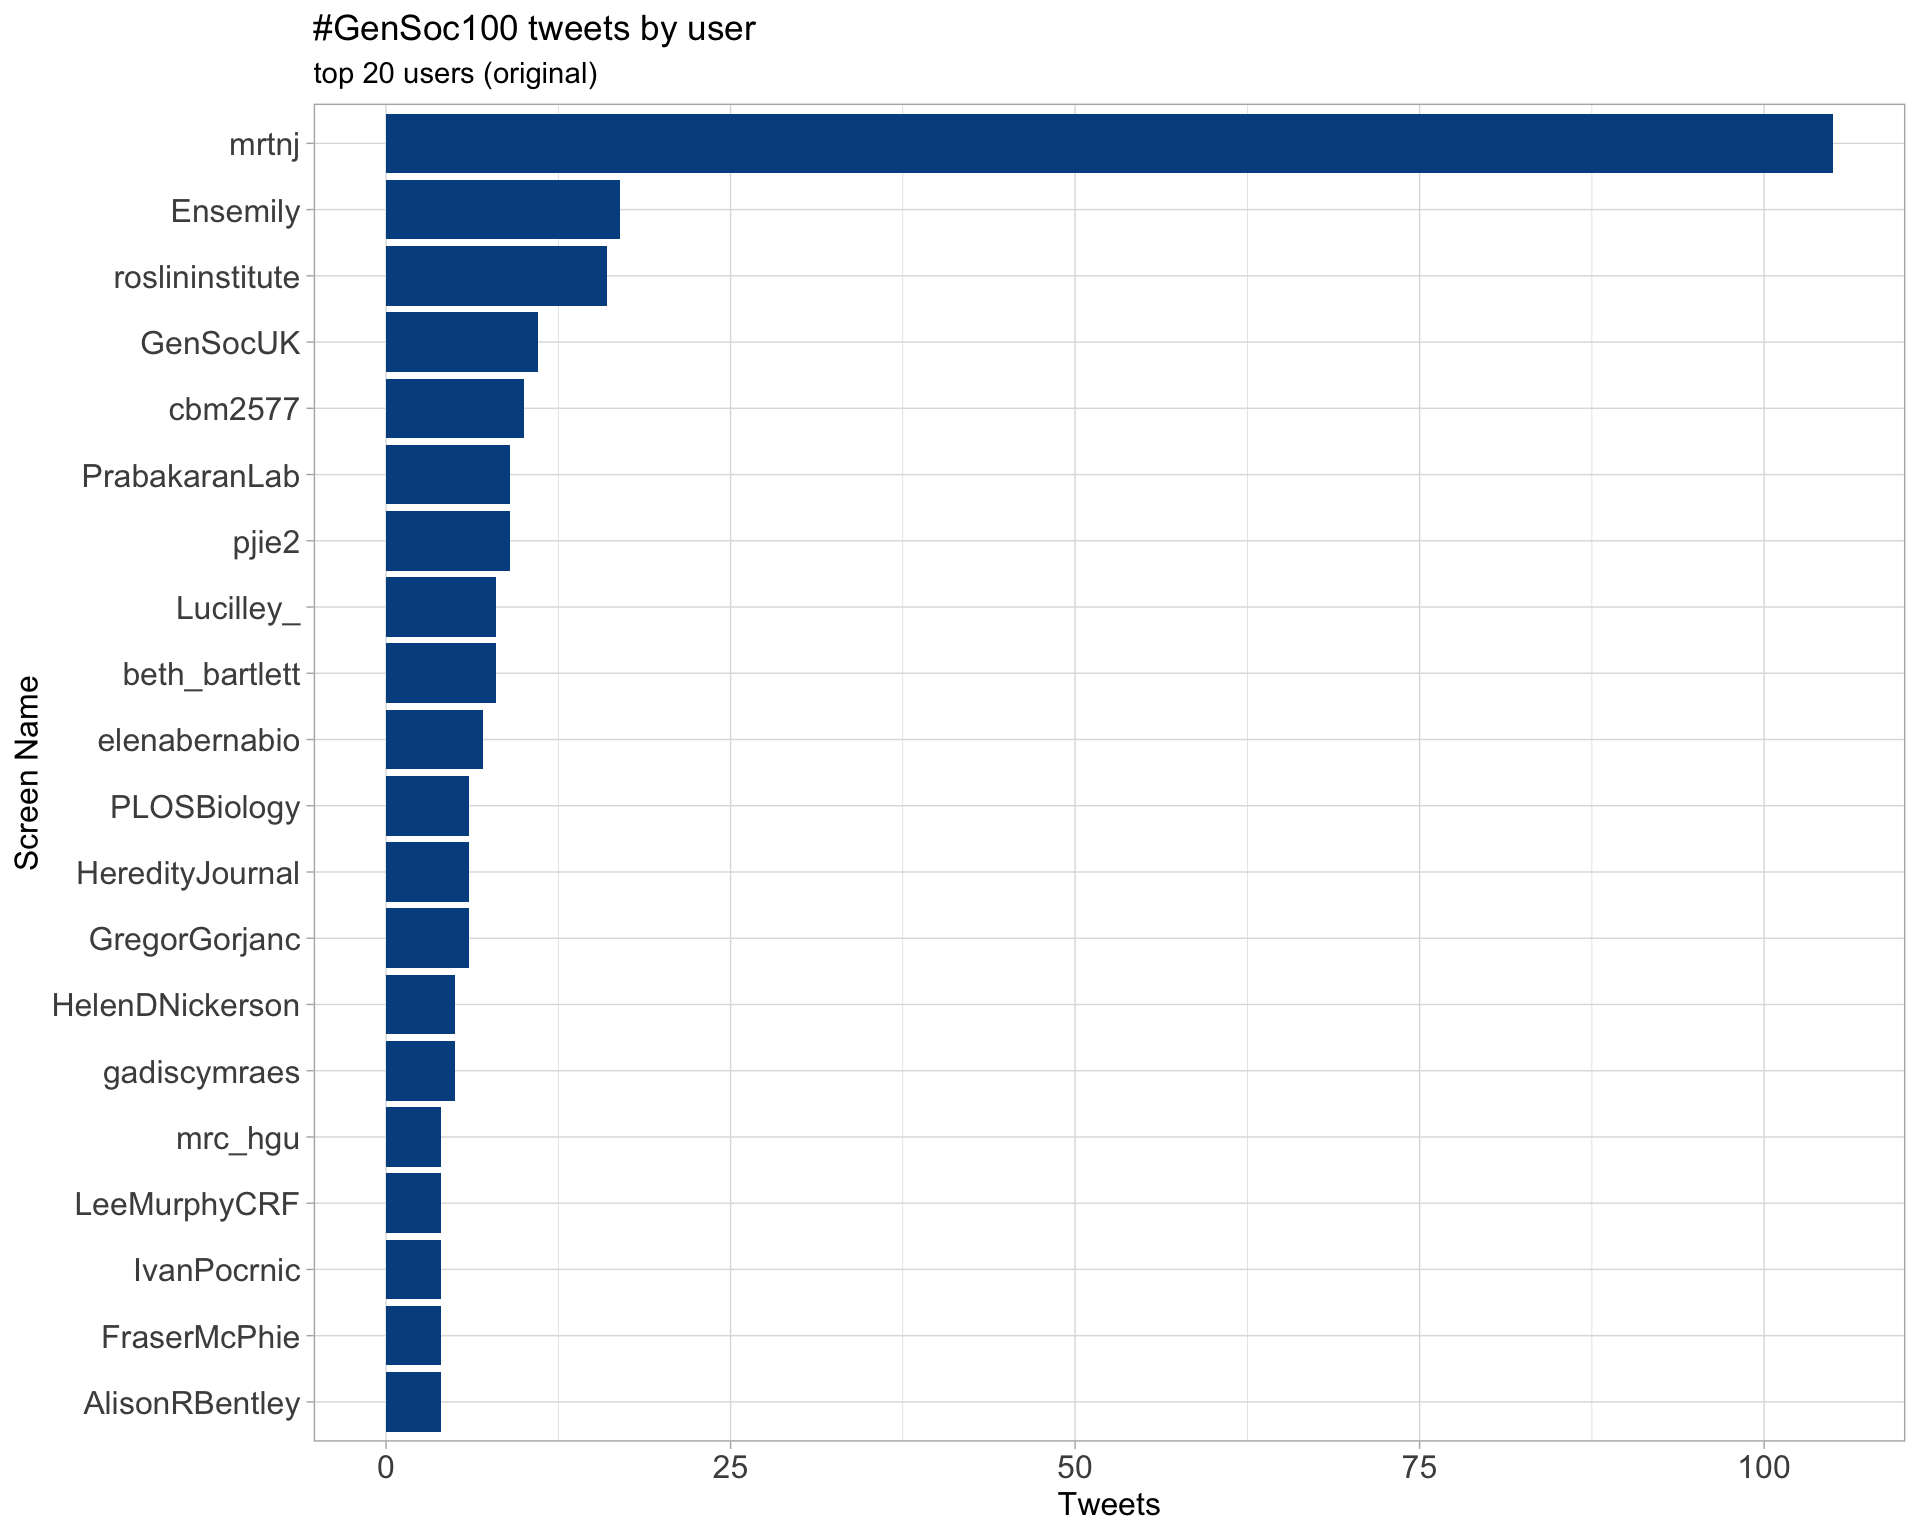 #GenSoc100 tweets by user
top 20 users (original)
mrtnj
Ensemily
roslininstitute
GenSocUK
cbm2577
PrabakaranLab
pjie2
Lucilley_
beth_bartlett
elenabernabio
PLOSBiology
HeredityJournal
GregorGorjanc
HelenDNickerson
gadiscymraes
mrc_hgu
LeeMurphyCRF
IvanPocrnic
FraserMcPhie
AlisonRBentley
Screen Name
0 25 50 75 100
Tweets